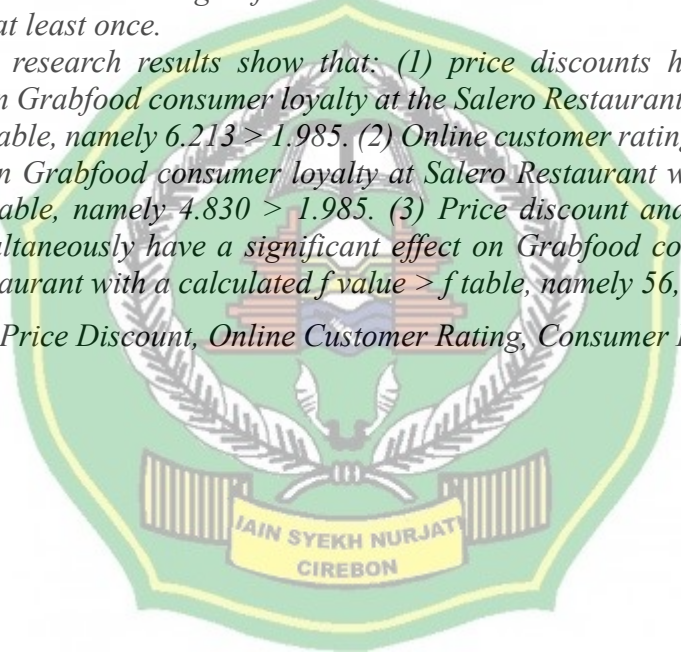 at least once.
research results show that: (1) price discounts h
n Grabfood consumer loyalty at the Salero Restaurant
able, namely 6.213 > 1.985. (2) Online customer rating
n Grabfood consumer loyalty at Salero Restaurant w
able, namely 4.830 > 1.985. (3) Price discount and
ltaneously have a significant effect on Grabfood co
aurant with a calculated f value > f table, namely 56,
Price Discount, Online Customer Rating, Consumer
IAIN SYEKH NURJATI
CIREBON